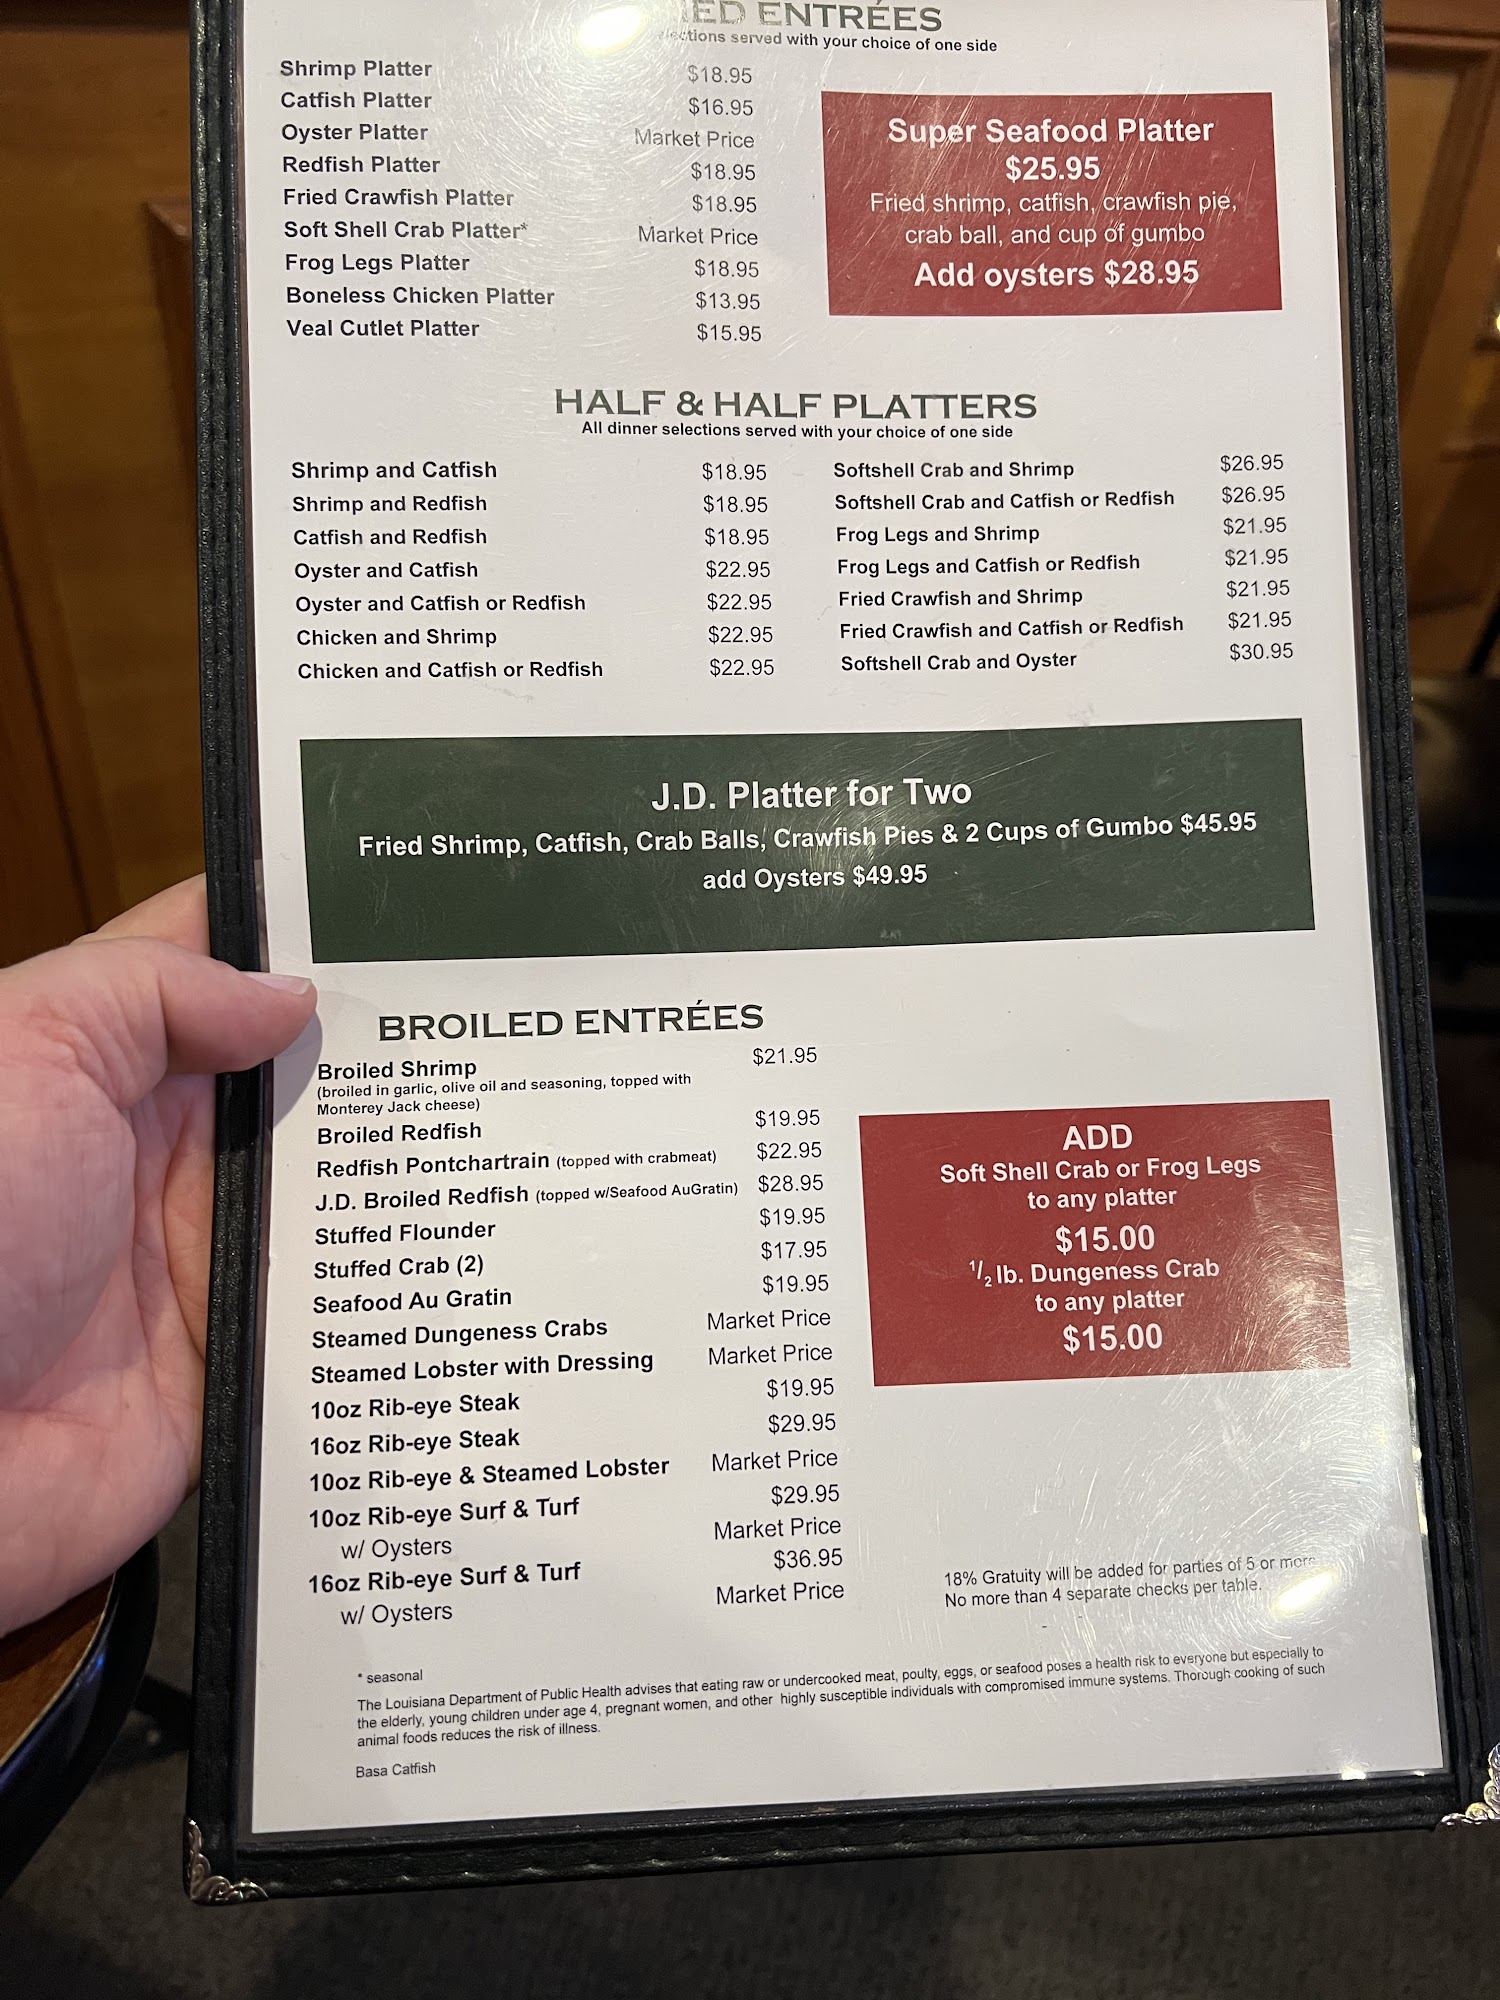 ENTRÉES
served with your choice of one side
Shrimp Platter $18.95
Catfish Platter $16.95
Oyster Platter Market Price
Redfish Platter $18.95
Fried Crawfish Platter $18.95
Soft Shell Crab Platter* Market Price
Frog Legs Platter $18.95
Boneless Chicken Platter $13.95
Veal Cutlet Platter $15.95
Super Seafood Platter
$25.95
Fried shrimp, catfish, crawfish pie,
crab ball, and cup of gumbo
Add oysters $28.95
HALF & HALF PLATTERS
All dinner selections served with your choice of one side
Shrimp and Catfish $18.95
Shrimp and Redfish $18.95
Catfish and Redfish $18.95
Oyster and Catfish $22.95
Oyster and Catfish or Redfish $22.95
Chicken and Shrimp $22.95
Chicken and Catfish or Redfish $22.95
Softshell Crab and Shrimp $26.95
Softshell Crab and Catfish or Redfish $26.95
Frog Legs and Shrimp $21.95
Frog Legs and Catfish or Redfish $21.95
Fried Crawfish and Shrimp $21.95
Fried Crawfish and Catfish or Redfish $21.95
Softshell Crab and Oyster $30.95
J.D. Platter for Two
Fried Shrimp, Catfish, Crab Balls, Crawfish Pies & 2 Cups of Gumbo $45.95
add Oysters $49.95
BROILED ENTRÉES
Broiled Shrimp $21.95
(broiled in garlic, olive oil and seasoning, topped with
Monterey Jack cheese)
Broiled Redfish $19.95
Redfish Pontchartrain (topped with crabmeat) $22.95
J.D. Broiled Redfish (topped w/Seafood AuGratin) $28.95
Stuffed Flounder $19.95
Stuffed Crab (2) $17.95
Seafood Au Gratin $19.95
Steamed Dungeness Crabs Market Price
Steamed Lobster with Dressing Market Price
10oz Rib-eye Steak $19.95
16oz Rib-eye Steak $29.95
10oz Rib-eye & Steamed Lobster Market Price
10oz Rib-eye Surf & Turf $29.95
w/ Oysters Market Price
16oz Rib-eye Surf & Turf $36.95
w/ Oysters Market Price
ADD
Soft Shell Crab or Frog Legs
to any platter
$15.00
1/2 lb. Dungeness Crab
to any platter
$15.00
18% Gratuity will be added for parties of 5 or more
No more than 4 separate checks per table.
* seasonal
The Louisiana Department of Public Health advises that eating raw or undercooked meat, poulty, eggs, or seafood poses a health risk to everyone but especially to
the elderly, young children under age 4, pregnant women, and other highly susceptible individuals with compromised immune systems. Thorough cooking of such
animal foods reduces the risk of illness.
Basa Catfish